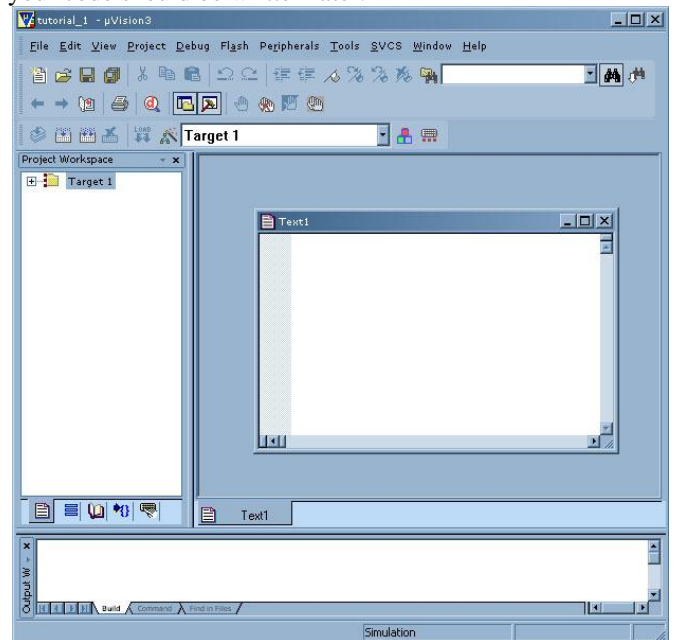 tutorial_1 - µVision3
File Edit View Project Debug Flash Peripherals Tools SVCS Window Help
LOAD
Target 1
Project Workspace
Target 1
Text1
Text1
Output W
Build Command Find in Files
Simulation